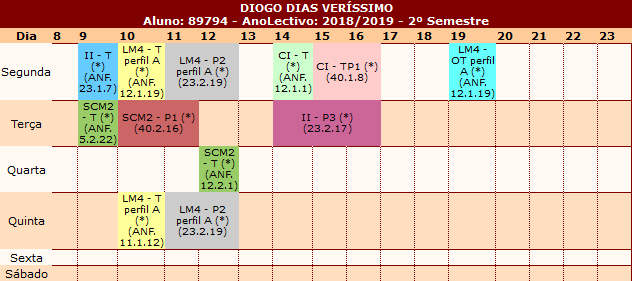 DIOGO DIAS VERÍSSIMO
Aluno: 89794 - AnoLectivo: 2018/2019 - 2º Semestre
Dia 8 9 10 11 12 13 14 15 16 17 18 19 20 21 22 23
Segunda
II - T
(*)
(ANF.
23.1.7)
LM4 - T
perfil A
(*)
(ANF.
12.1.19)
LM4 - P2
perfil A (*)
(23.2.19)
CI - T
(*)
(ANF.
12.1.1)
CI - TP1 (*)
(40.1.8)
LM4 -
OT perfil
A (*)
(ANF.
12.1.19)
Terça
SCM2
- T (*)
(ANF.
5.2.22)
SCM2 - P1 (*)
(40.2.16)
II - P3 (*)
(23.2.17)
Quarta
SCM2
- T (*)
(ANF.
12.2.1)
Quinta
LM4 - T
perfil A
(*)
(ANF.
11.1.12)
LM4 - P2
perfil A (*)
(23.2.19)
Sexta
Sábado